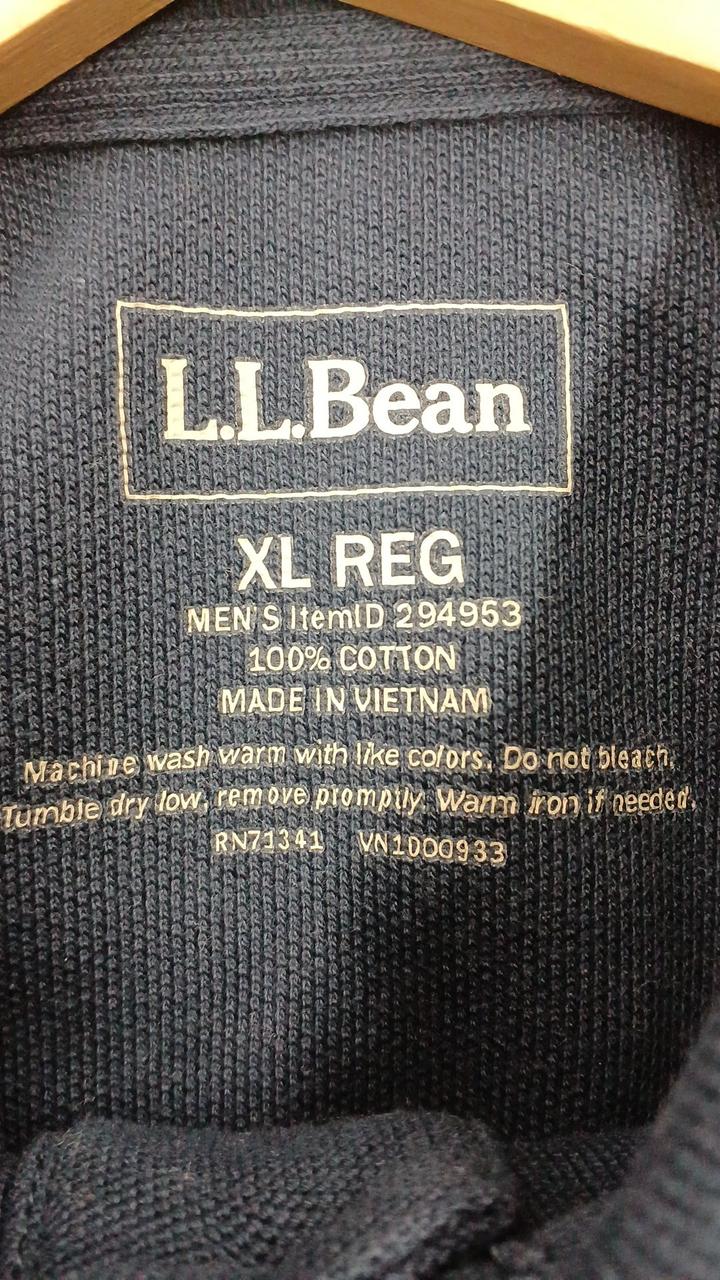 L.L.Bean
XL REG
MEN'S ItemID 294953
100% COTTON
MADE IN VIETNAM
Machine wash warm with like colors. Do not bleach.
Tumble dry low, remove promptly. Warm iron if needed.
RN71341 VN1000933